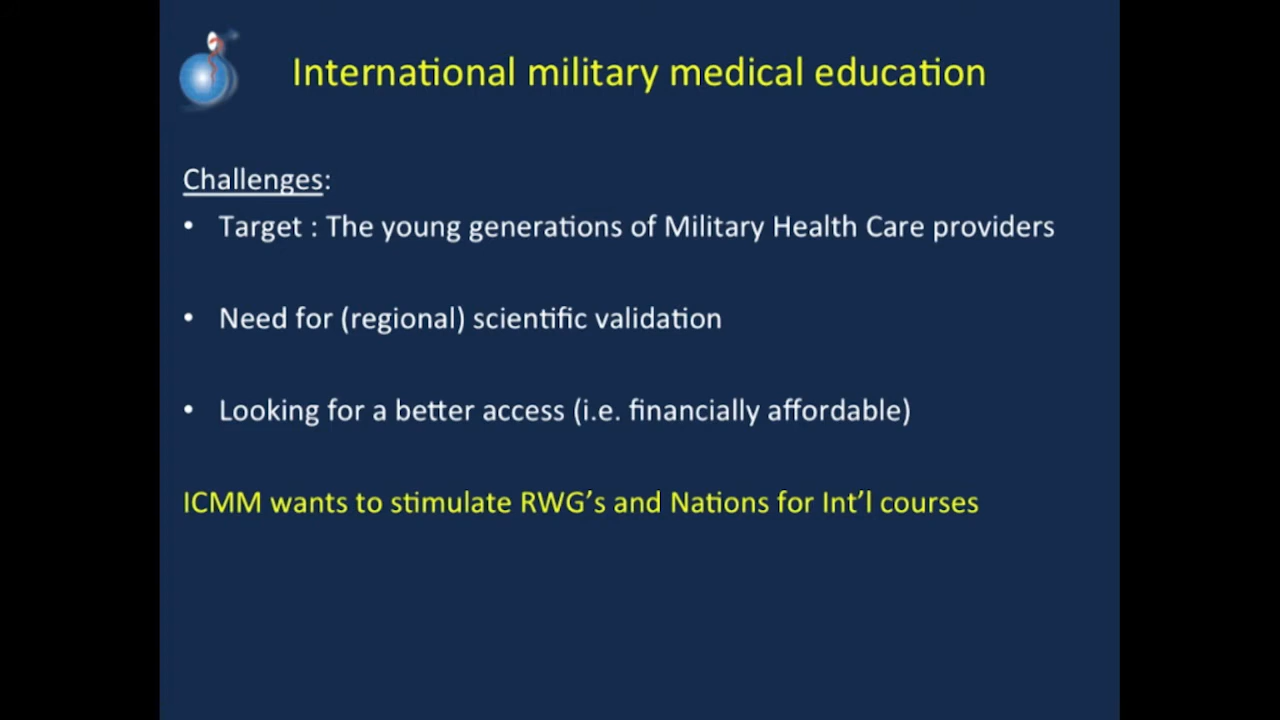 International military medical education
Challenges:
• Target : The young generations of Military Health Care providers
• Need for (regional) scientific validation
• Looking for a better access (i.e. financially affordable)
ICMM wants to stimulate RWG’s and Nations for Int’l courses